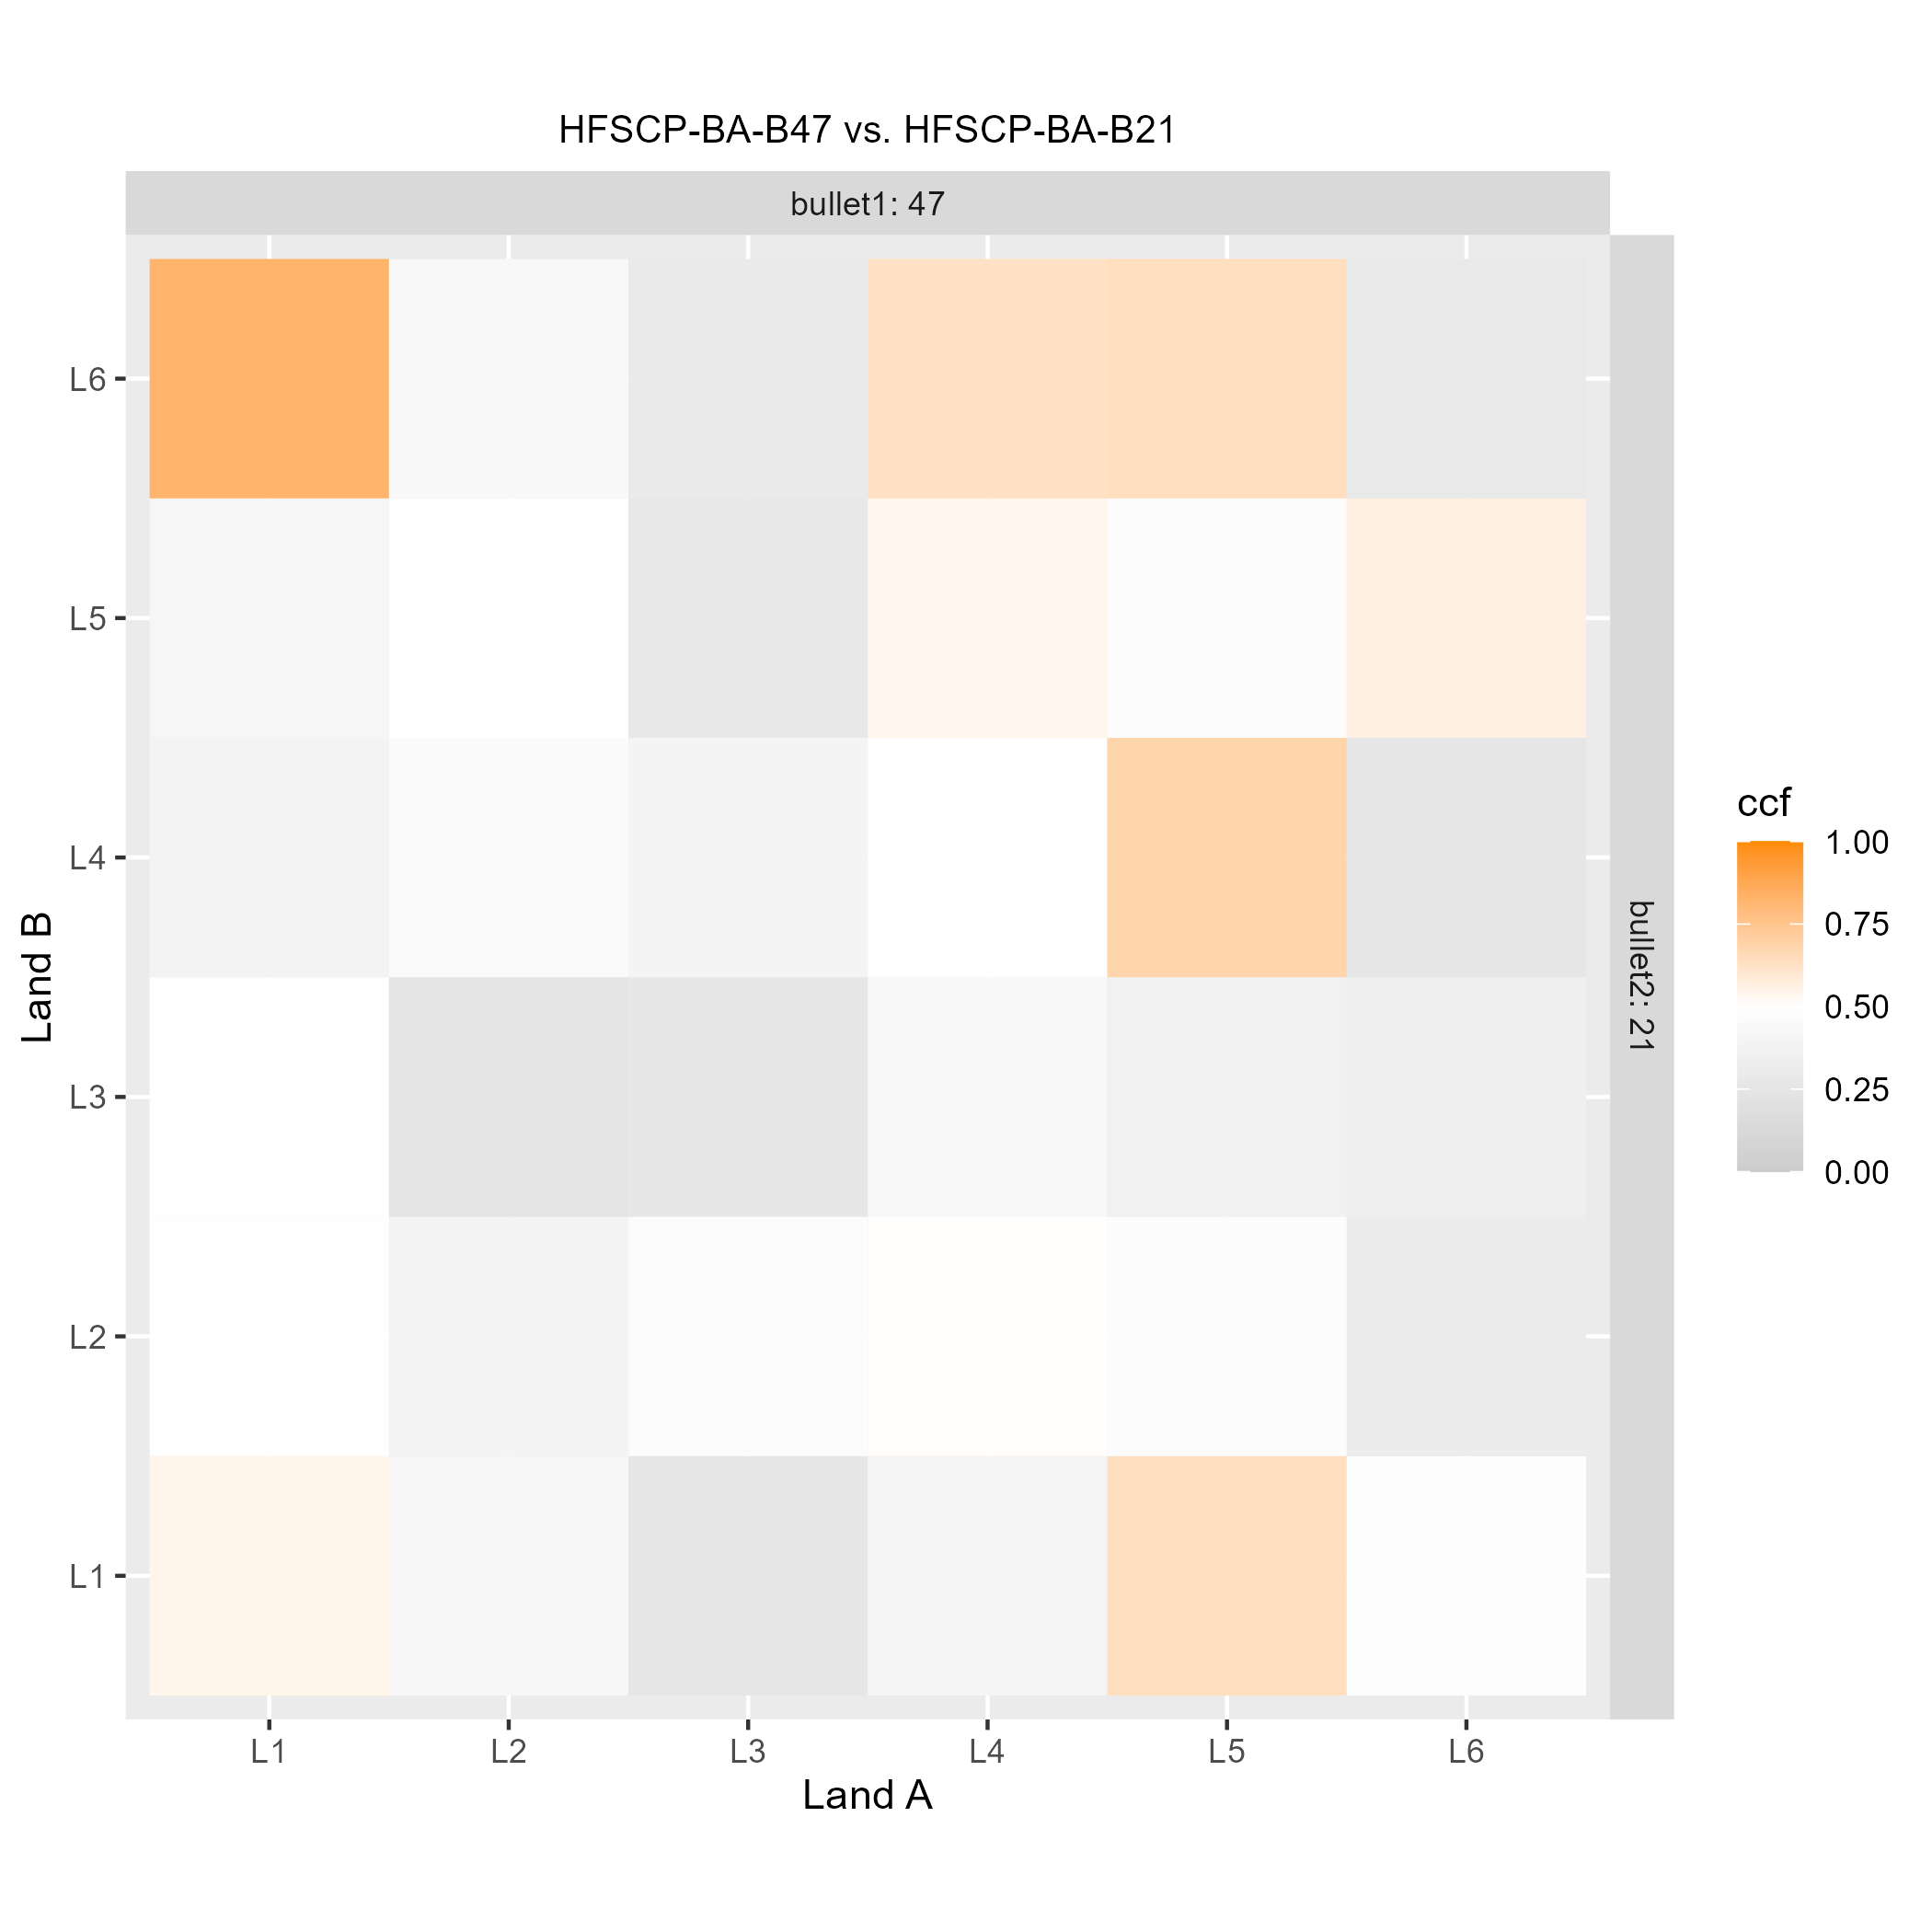 HFSCP-BA-B47 vs. HFSCP-BA-B21
bullet1: 47
L6
L5
L4
L3
L2
L1
Land B
bullet2: 21
L1
L2
L3
L4
L5
L6
Land A
ccf
1.00
0.75
0.50
0.25
0.00